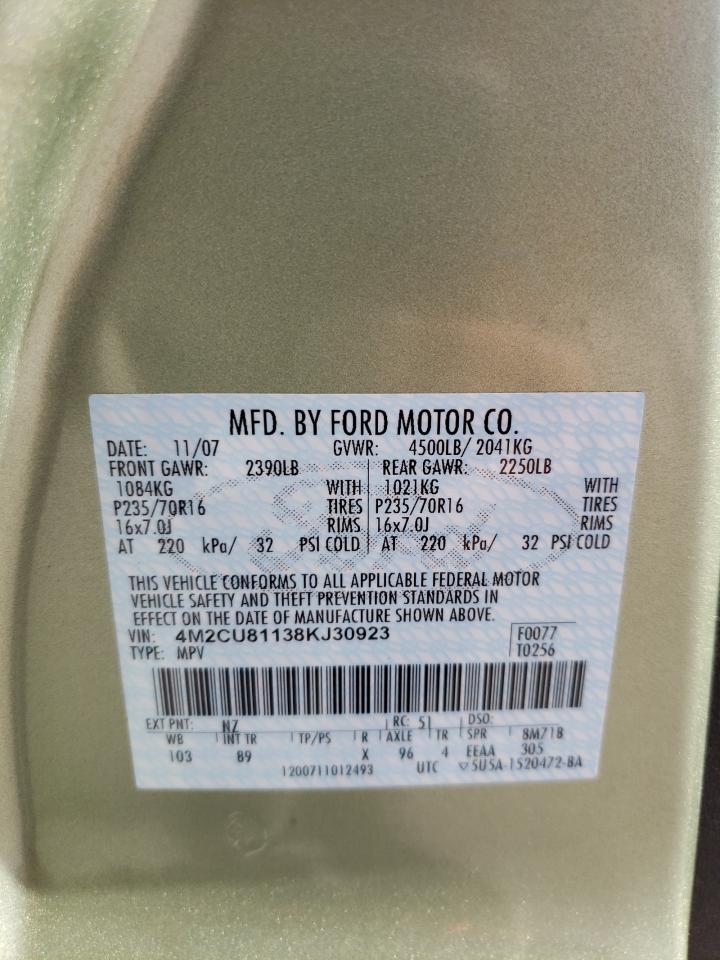 MFD. BY FORD MOTOR CO.
DATE: 11/07 GVWR: 4500LB/ 2041KG
FRONT GAWR: 2390LB REAR GAWR: 2250LB
1084KG WITH 1021KG WITH
P235/70R16 TIRES P235/70R16 TIRES
16x7.0J RIMS 16x7.0J RIMS
AT 220 kPa/ 32 PSI COLD AT 220 kPa/ 32 PSI COLD
THIS VEHICLE CONFORMS TO ALL APPLICABLE FEDERAL MOTOR
VEHICLE SAFETY AND THEFT PREVENTION STANDARDS IN
EFFECT ON THE DATE OF MANUFACTURE SHOWN ABOVE.
VIN: 4M2CU81138KJ30923 F0077
TYPE: MPV T0256
EXT PNT: NZ RC: 51 DSO:
WB INT TR TP/PS R AXLE TR SPR 8M71B
103 89 X 96 4 EEAA 305
1200711012493 UTC ▽5U5A-1520472-BA